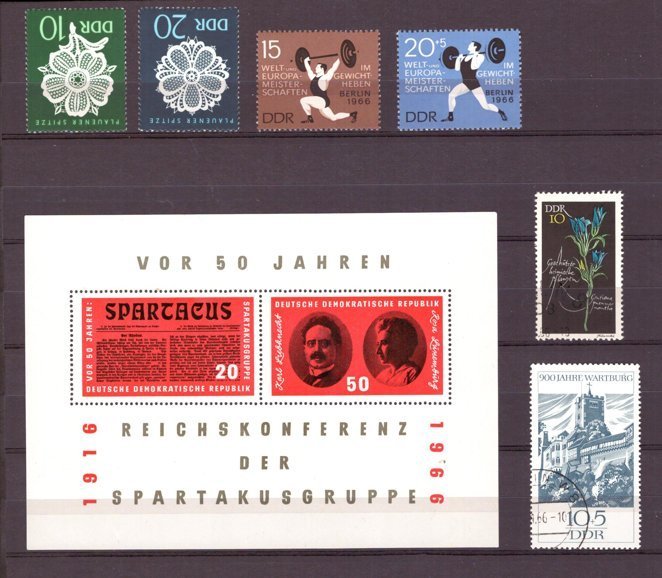 DDR 10
PLAUENER SPITZE
DDR 20
PLAUENER SPITZE
15
WELT-UND IM
EUROPA- GEWICHT-
MEISTER- HEBEN
SCHAFTEN BERLIN
1966
DDR
20+5
WELT-UND IM
EUROPA- GEWICHT-
MEISTER- HEBEN
SCHAFTEN BERLIN
1966
DDR
VOR 50 JAHREN
VOR 50 JAHREN:
SPARTACUS
SPARTAKUSGRUPPE
20
DEUTSCHE DEMOKRATISCHE REPUBLIK
DEUTSCHE DEMOKRATISCHE REPUBLIK
Karl Liebknecht
Rosa Luxemburg
50
1916
REICHSKONFERENZ
DER
SPARTAKUSGRUPPE
1966
DDR
10
Geschützte
heimische
Pflanzen
900 JAHRE WARTBURG
.66-10
10+5
DDR